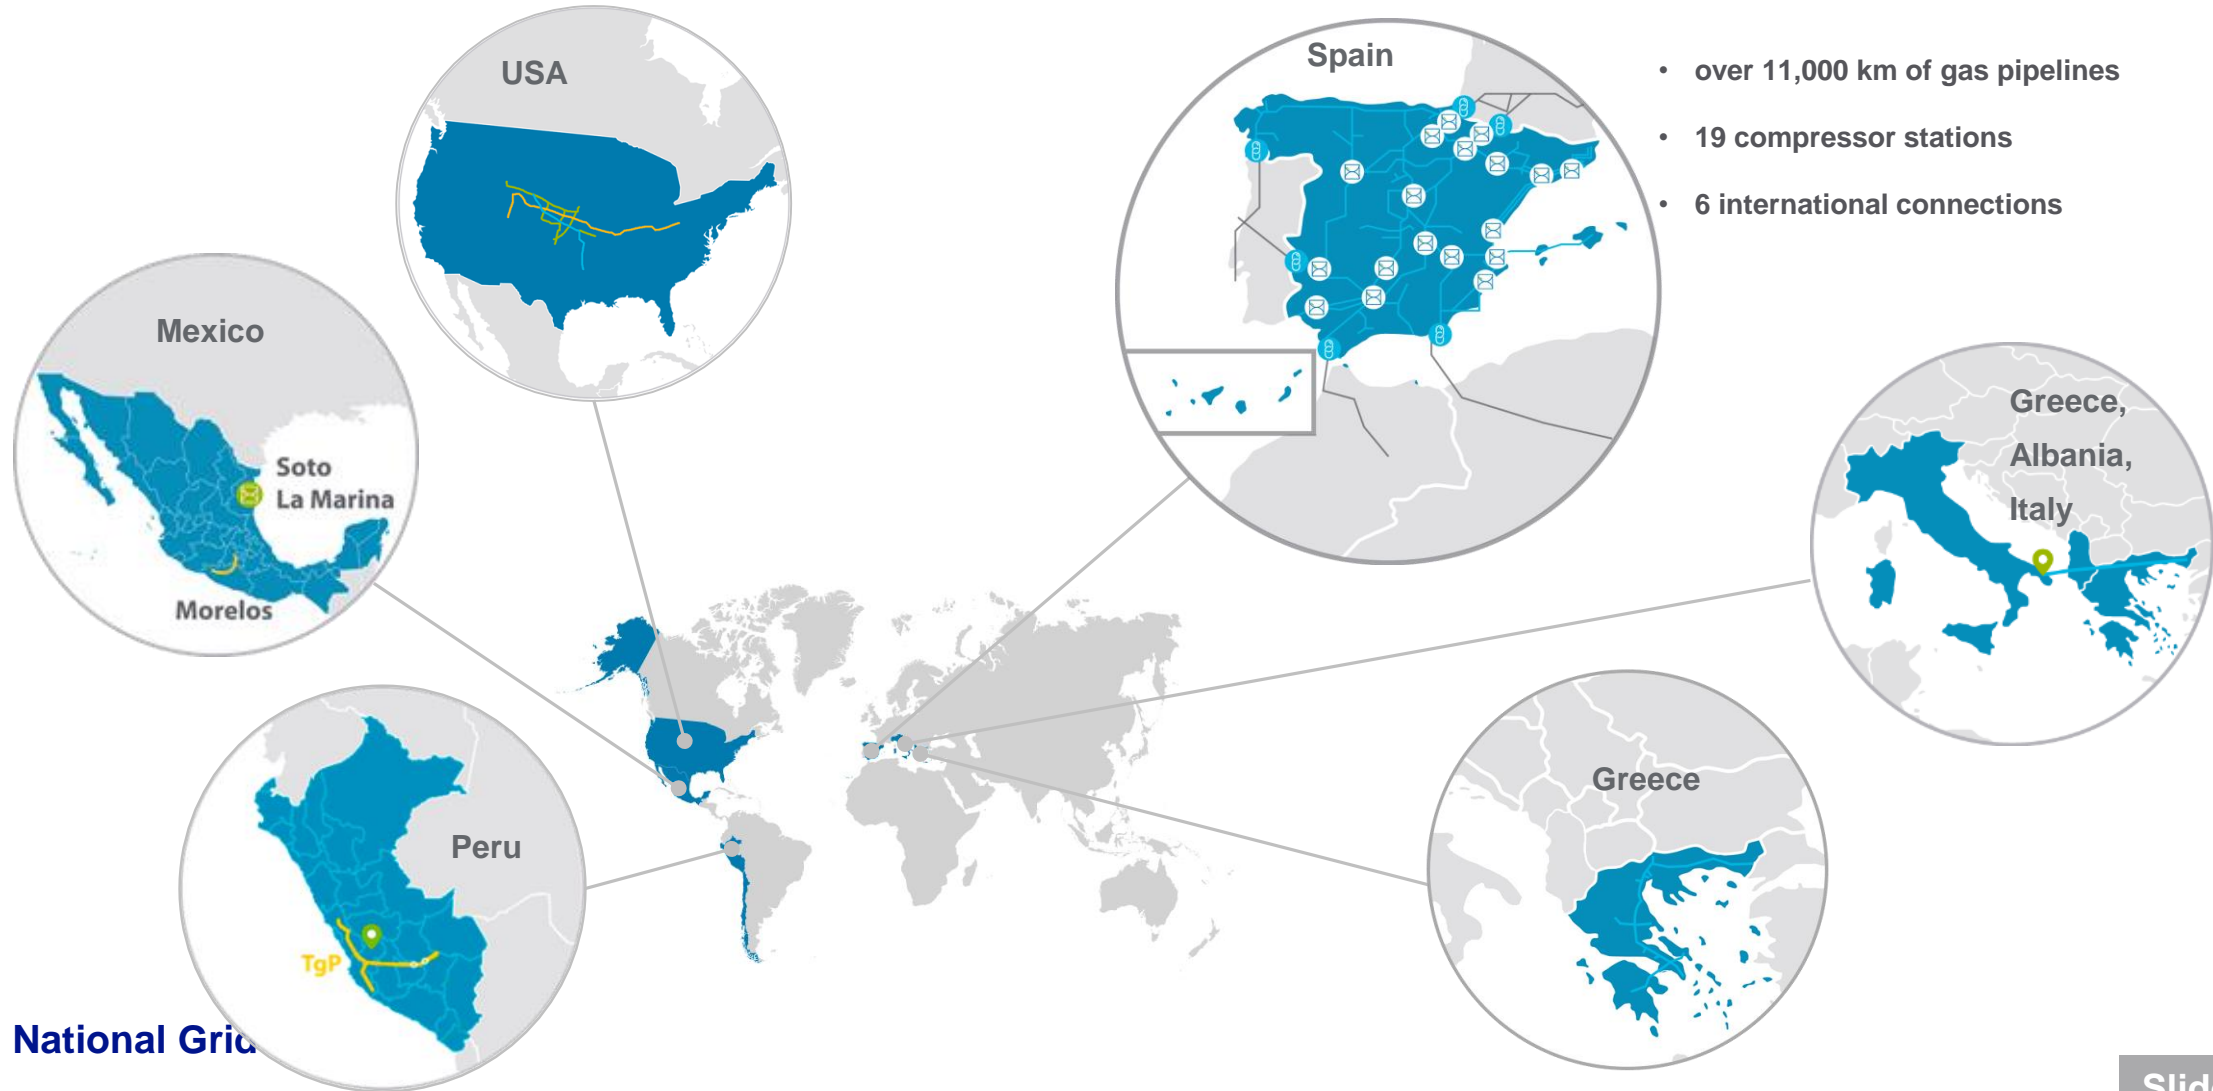 USA
Spain
• over 11,000 km of gas pipelines
• 19 compressor stations
• 6 international connections
Mexico
Soto
La Marina
Morelos
Greece,
Albania,
Italy
Greece
Peru
TgP
National Grid
Slid